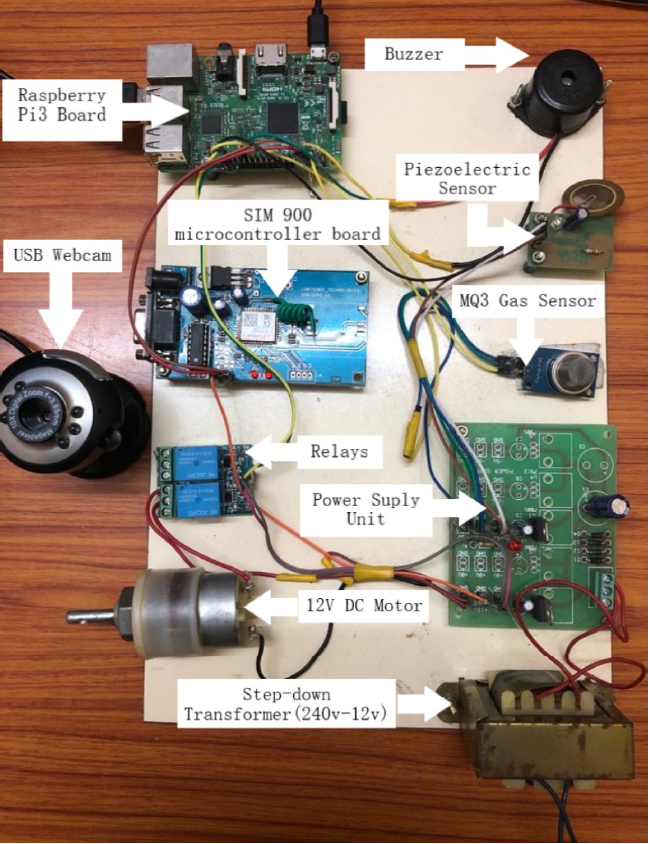 Buzzer
Raspberry
Pi3 Board
Piezoelectric
Sensor
SIM 900
microcontroller board
USB Webcam
MQ3 Gas Sensor
Relays
Power Suply
Unit
12V DC Motor
Step-down
Transformer(240v-12v)
HDMI